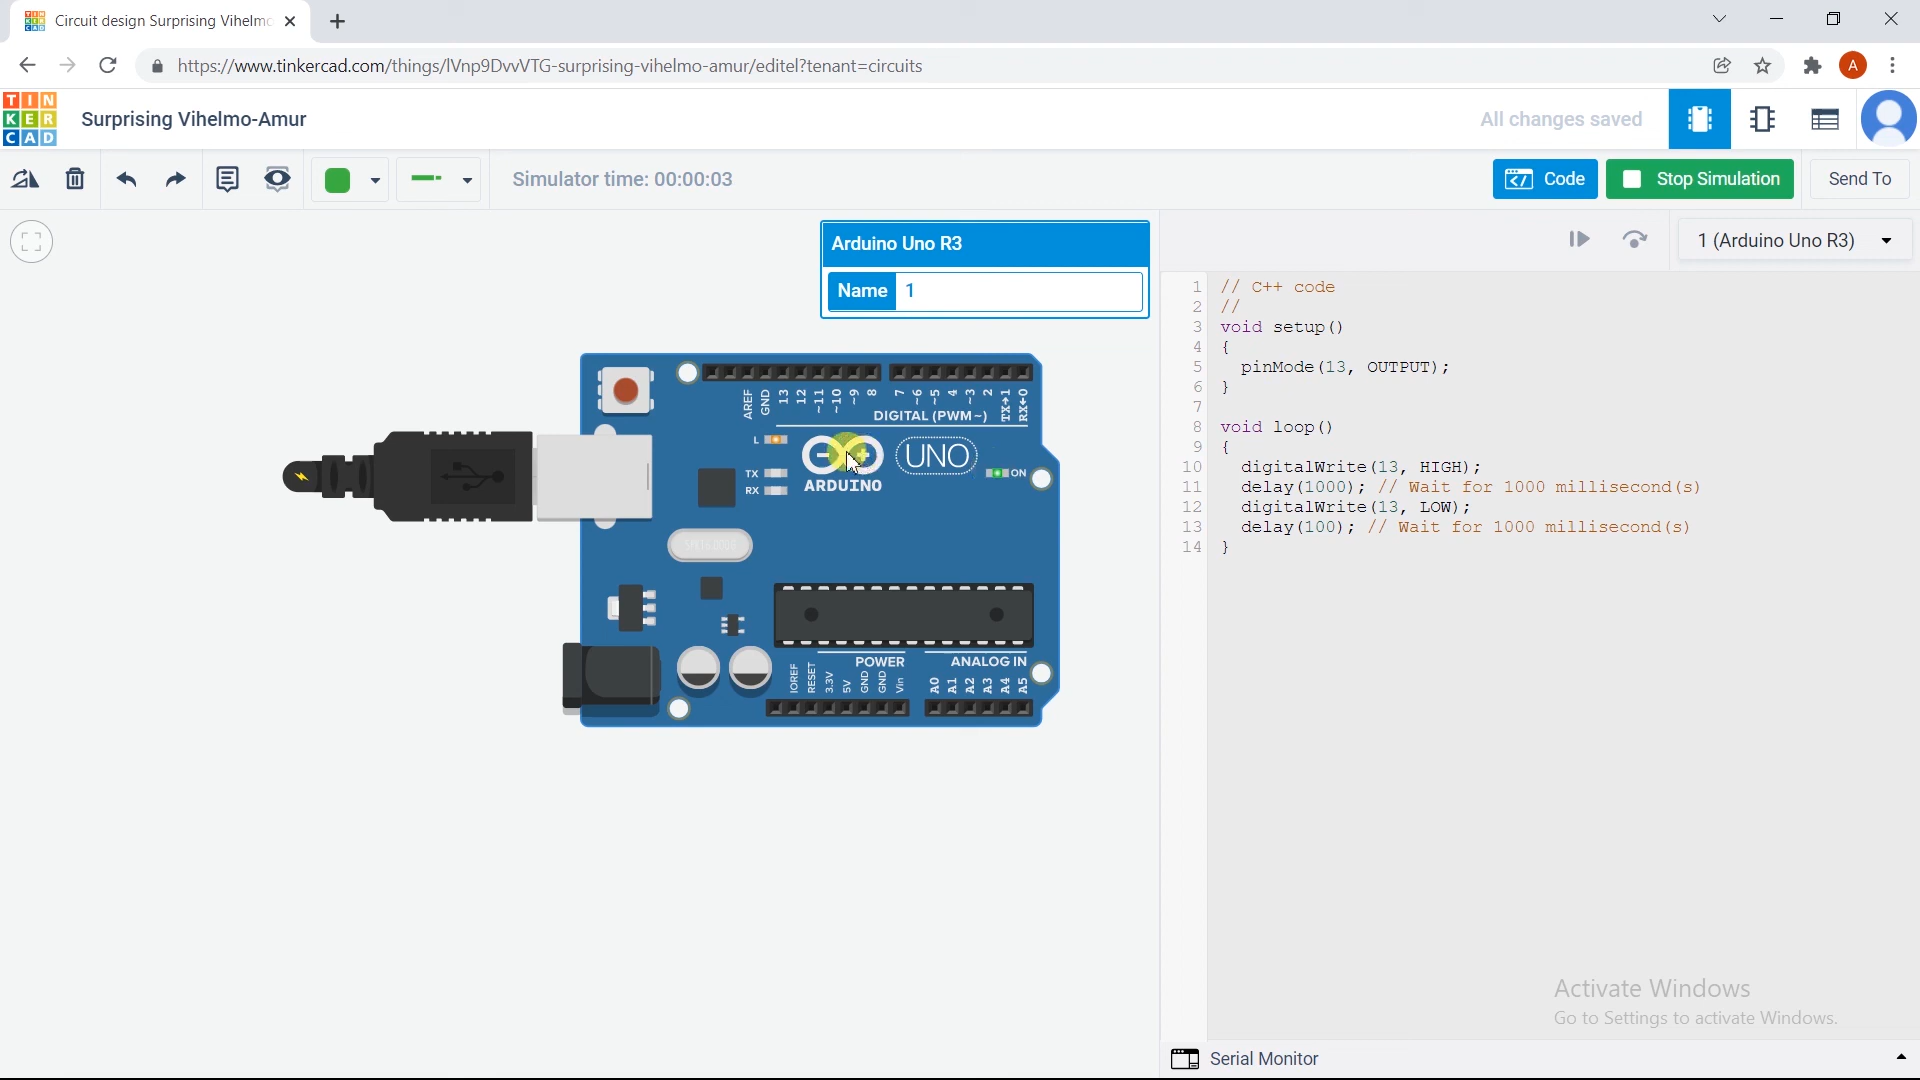 Circuit design Surprising Vihelmo
https://www.tinkercad.com/things/lVnp9DvvVTG-surprising-vihelmo-amur/editel?tenant=circuits
A
TIN
KER
CAD
Surprising Vihelmo-Amur
All changes saved
Simulator time: 00:00:03
Code
Stop Simulation
Send To
1 (Arduino Uno R3)
Arduino Uno R3
Name 1
AREF
GND
13
12
~11
~10
~9
8
7
~6
~5
4
~3
2
TX→1
RX←0
DIGITAL (PWM~)
L
TX
RX
ARDUINO
UNO
ON
POWER
ANALOG IN
IOREF
RESET
3.3V
5V
GND
GND
Vin
A0
A1
A2
A3
A4
A5
1 // C++ code
2 //
3 void setup()
4 {
5 pinMode(13, OUTPUT);
6 }
7
8 void loop()
9 {
10 digitalWrite(13, HIGH);
11 delay(1000); // Wait for 1000 millisecond(s)
12 digitalWrite(13, LOW);
13 delay(100); // Wait for 1000 millisecond(s)
14 }
Activate Windows
Go to Settings to activate Windows.
Serial Monitor